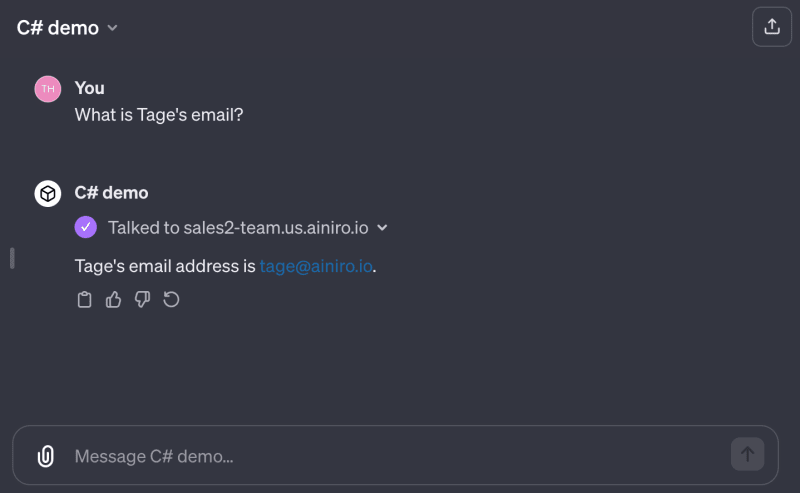 C# demo
TH
You
What is Tage's email?
C# demo
Talked to sales2-team.us.ainiro.io
Tage's email address is tage@ainiro.io.
Message C# demo...